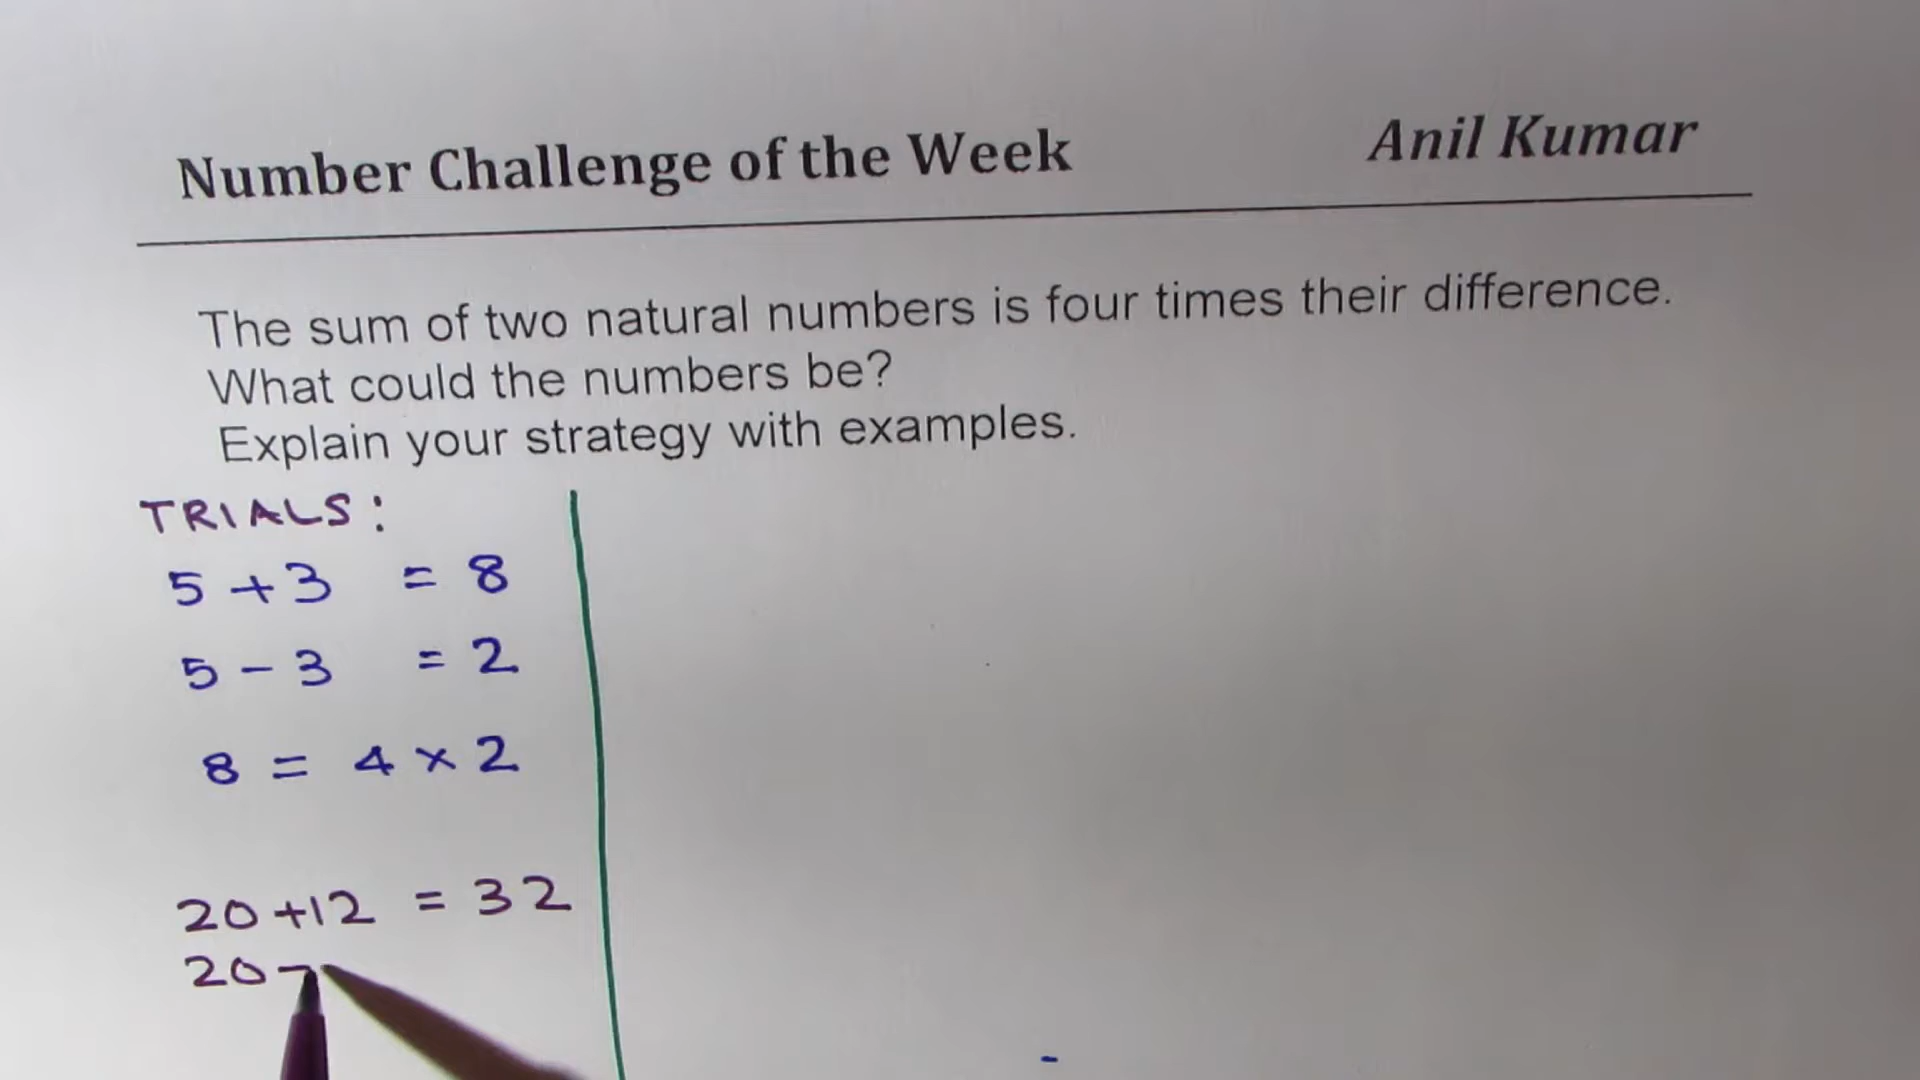 Number Challenge of the Week
Anil Kumar
The sum of two natural numbers is four times their difference.
What could the numbers be?
Explain your strategy with examples.
TRIALS:
5 + 3 = 8
5 - 3 = 2
8 = 4 × 2
20 + 12 = 32
20 -